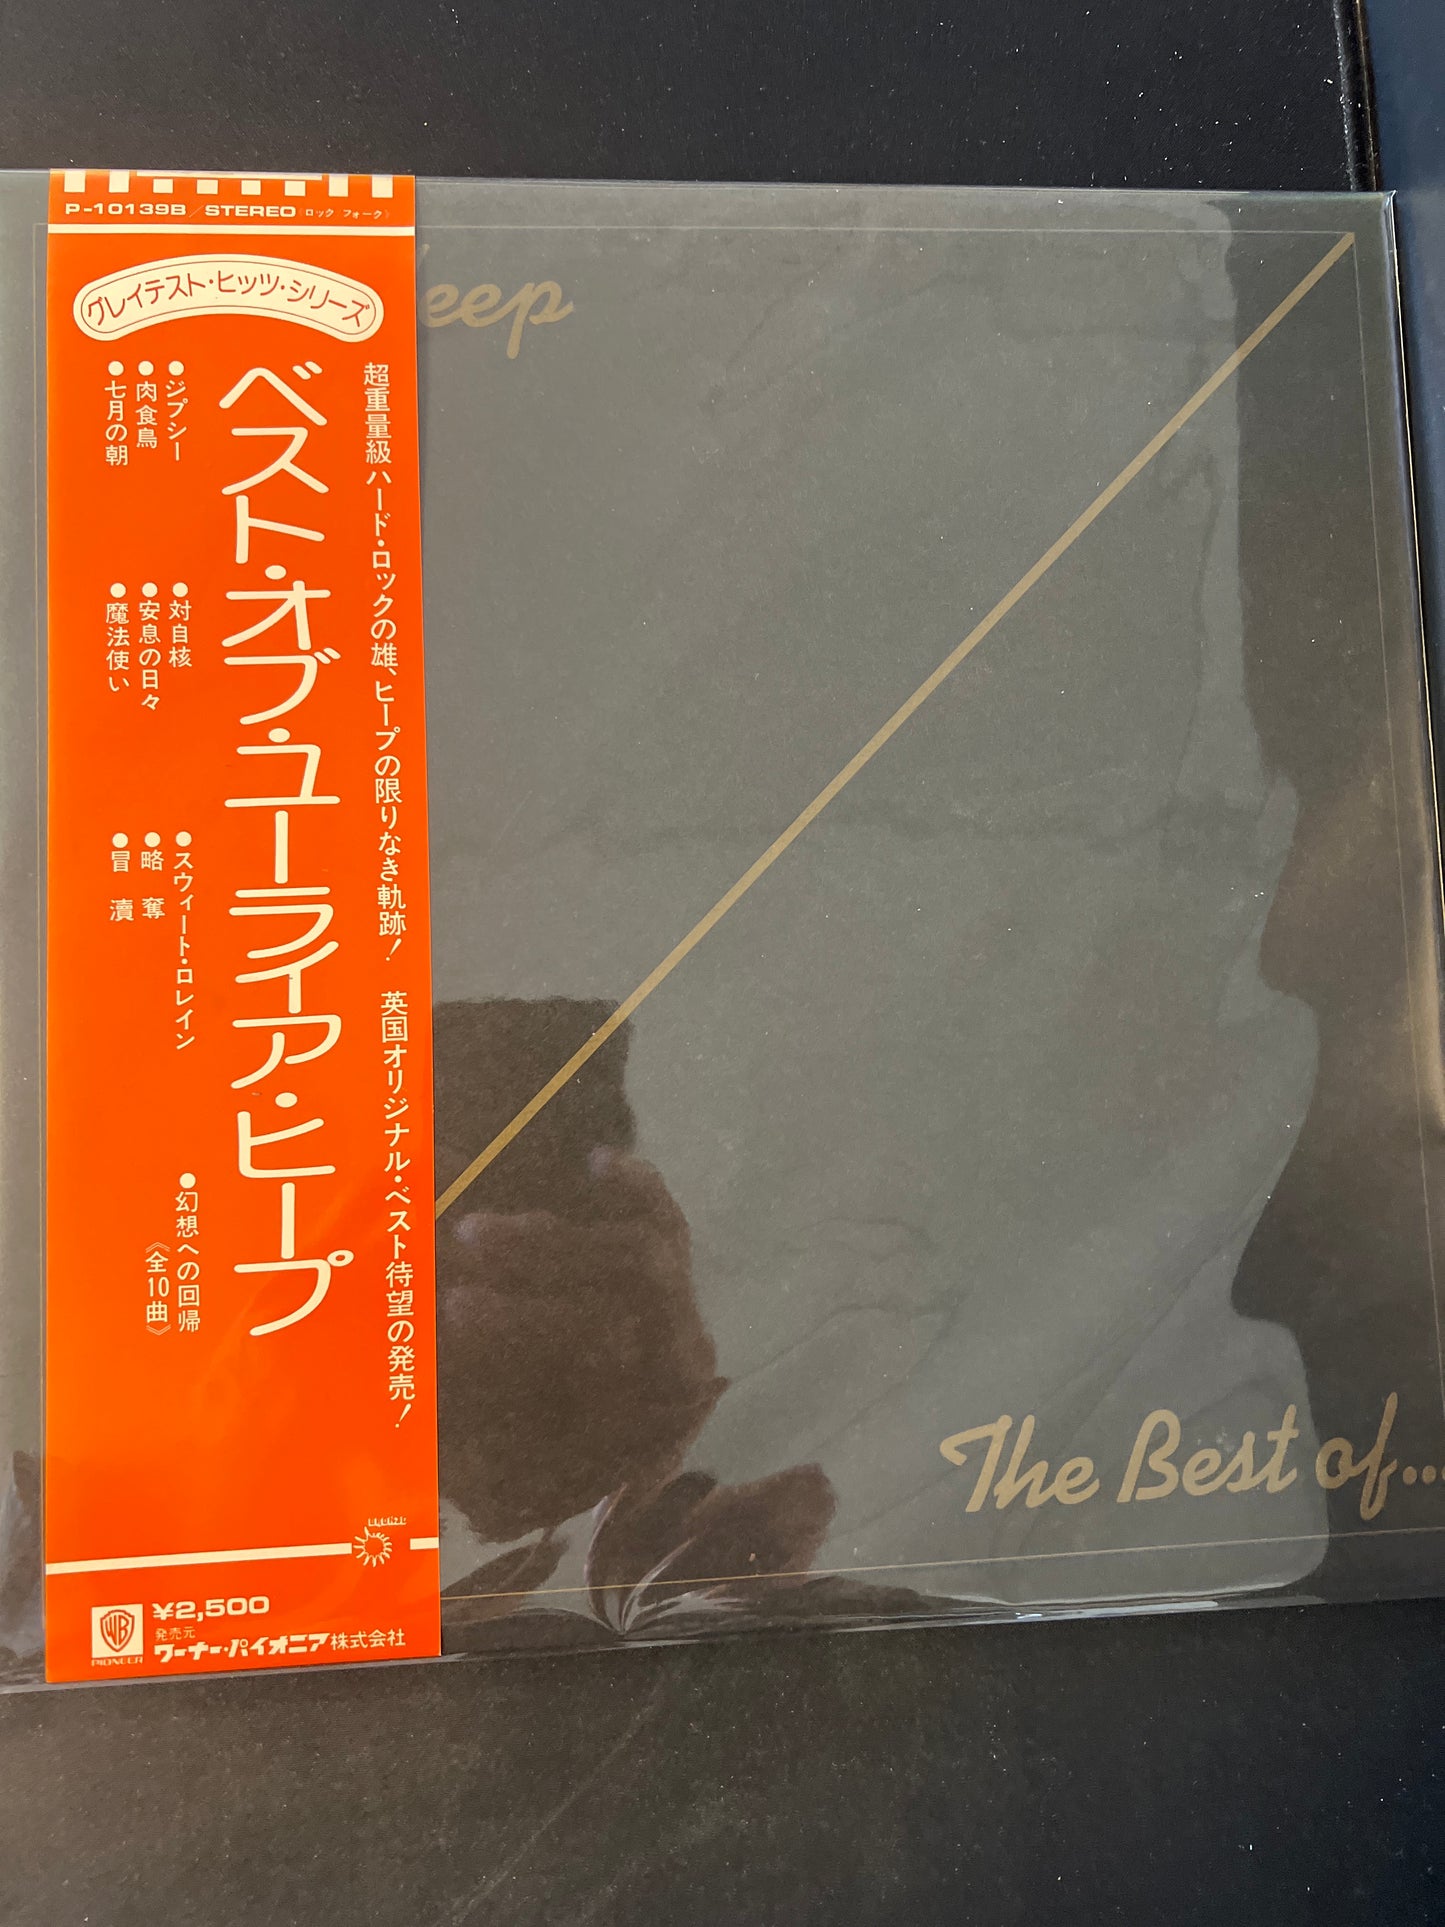 P-10139B/STEREO《ロック フォーク》
グレイテスト・ヒッツ・シリーズ
超重量級ハード・ロックの雄、ヒープの限りなき軌跡! 英国オリジナル・ベスト待望の発売!
ベスト・オブ・ユーライア・ヒープ
●ジプシー
●肉食鳥
●七月の朝
●対自核
●安息の日々
●魔法使い
●スウィート・ロレイン
●略奪
●冒瀆
●幻想への回帰
《全10曲》
BRONZE
WB
PIONEER
¥2,500
発売元
ワーナー・パイオニア株式会社
eep
The Best of...